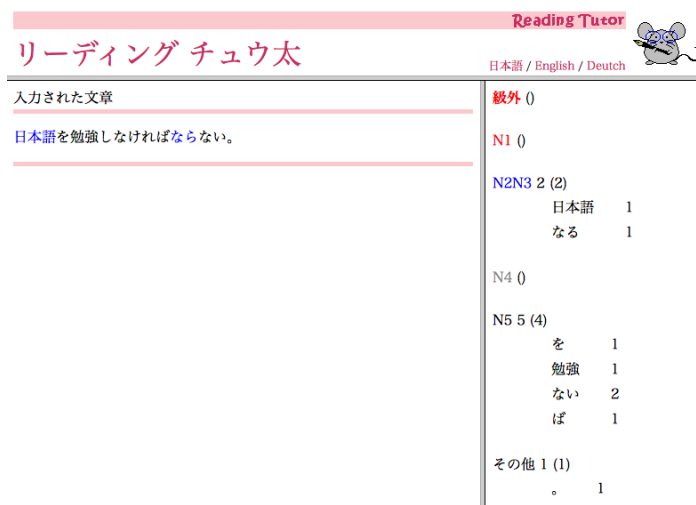 Reading Tutor
リーディング チュウ太
日本語 / English / Deutch
入力された文章
日本語を勉強しなければならない。
級外 ()
N1 ()
N2N3 2 (2)
日本語 1
なる 1
N4 ()
N5 5 (4)
を 1
勉強 1
ない 2
ば 1
その他 1 (1)
。 1